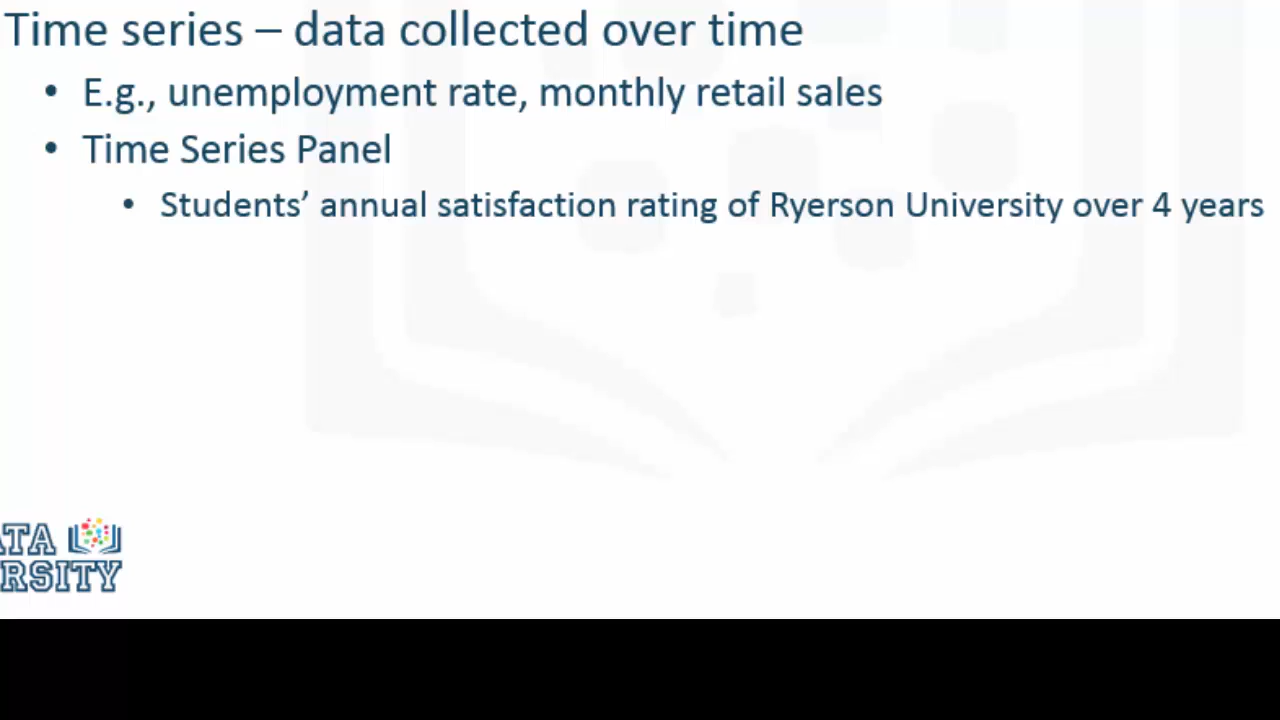 Time series – data collected over time
• E.g., unemployment rate, monthly retail sales
• Time Series Panel
• Students’ annual satisfaction rating of Ryerson University over 4 years
ATA
RSITY